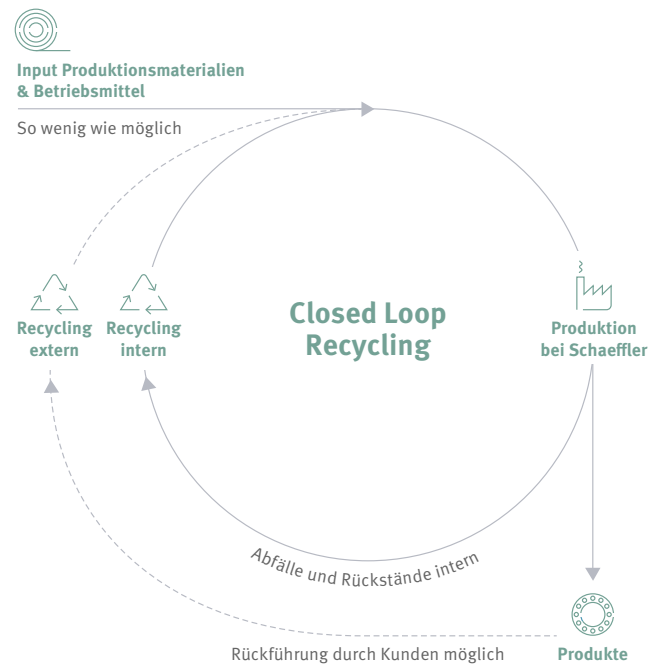 Input Produktionsmaterialien
& Betriebsmittel
So wenig wie möglich
Recycling
extern
Recycling
intern
Closed Loop
Recycling
Produktion
bei Schaeffler
Abfälle und Rückstände intern
Rückführung durch Kunden möglich
Produkte